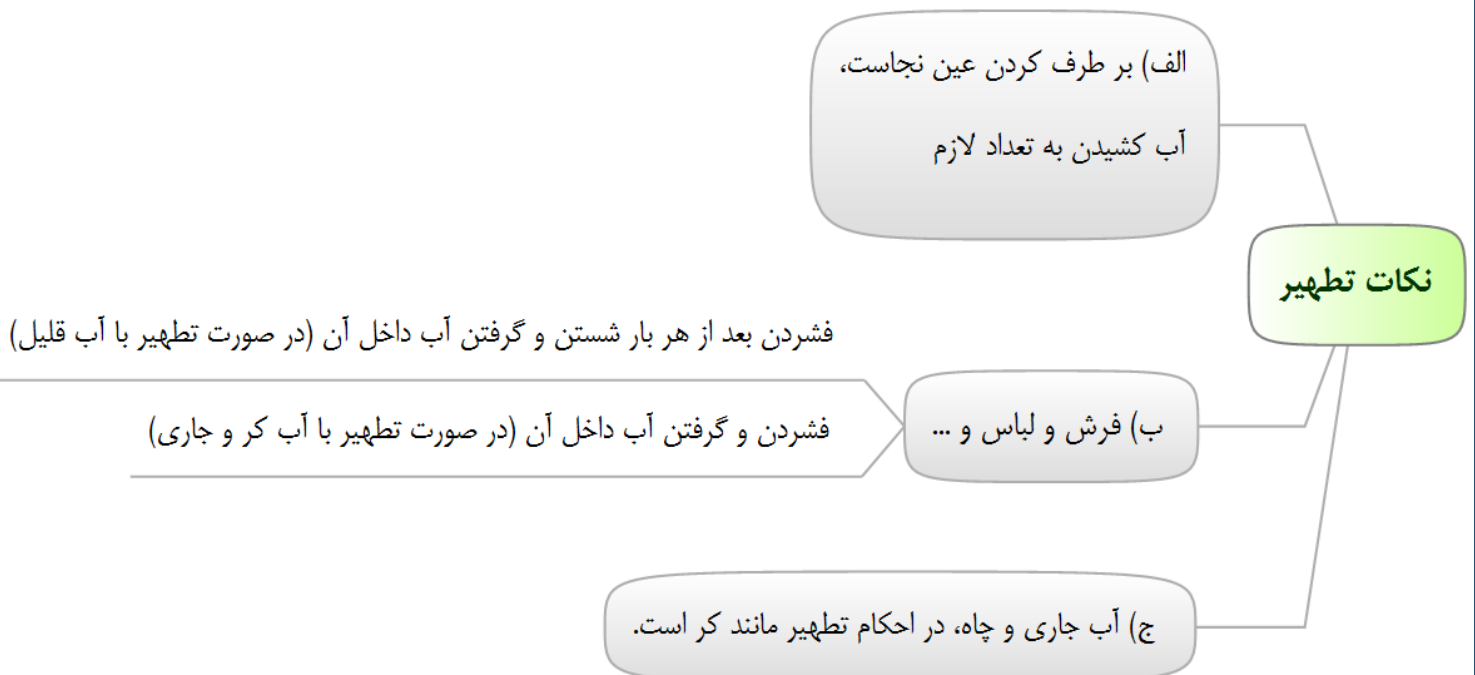 نکات تطهیر
الف) بر طرف کردن عین نجاست،
آب کشیدن به تعداد لازم
ب) فرش و لباس و ...
فشردن بعد از هر بار شستن و گرفتن آب داخل آن (در صورت تطهیر با آب قلیل)
فشردن و گرفتن آب داخل آن (در صورت تطهیر با آب کر و جاری)
ج) آب جاری و چاه، در احکام تطهیر مانند کر است.